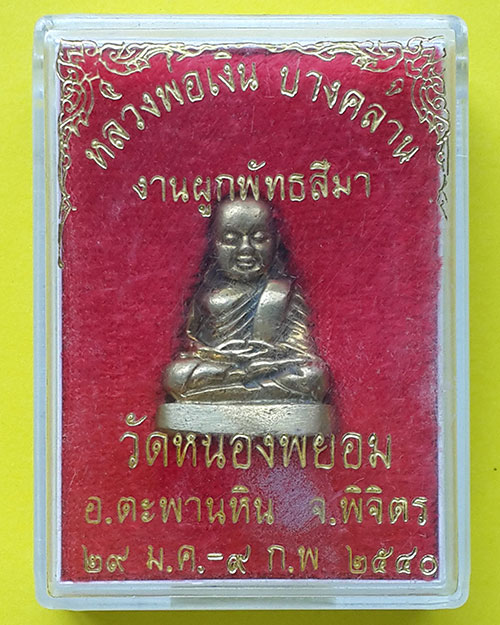 หลวงพ่อเงิน บางคลาน
งานผูกพัทธสีมา
วัดหนองพยอม
อ.ตะพานหิน จ.พิจิตร
๒๙ ม.ค.-๙ ก.พ ๒๕๔๐